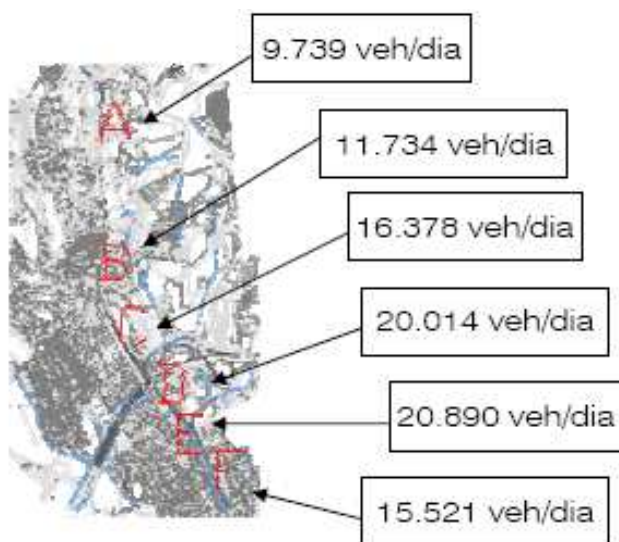 9.739 veh/dia
A
11.734 veh/dia
B
16.378 veh/dia
C
20.014 veh/dia
D
20.890 veh/dia
E
F
15.521 veh/dia